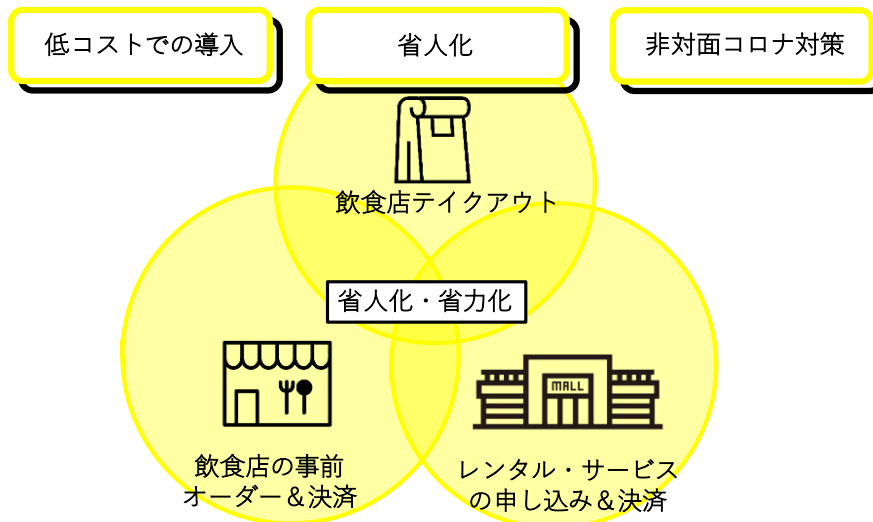 低コストでの導入
省人化
非対面コロナ対策
飲食店テイクアウト
省人化・省力化
MALL
飲食店の事前
オーダー＆決済
レンタル・サービス
の申し込み＆決済